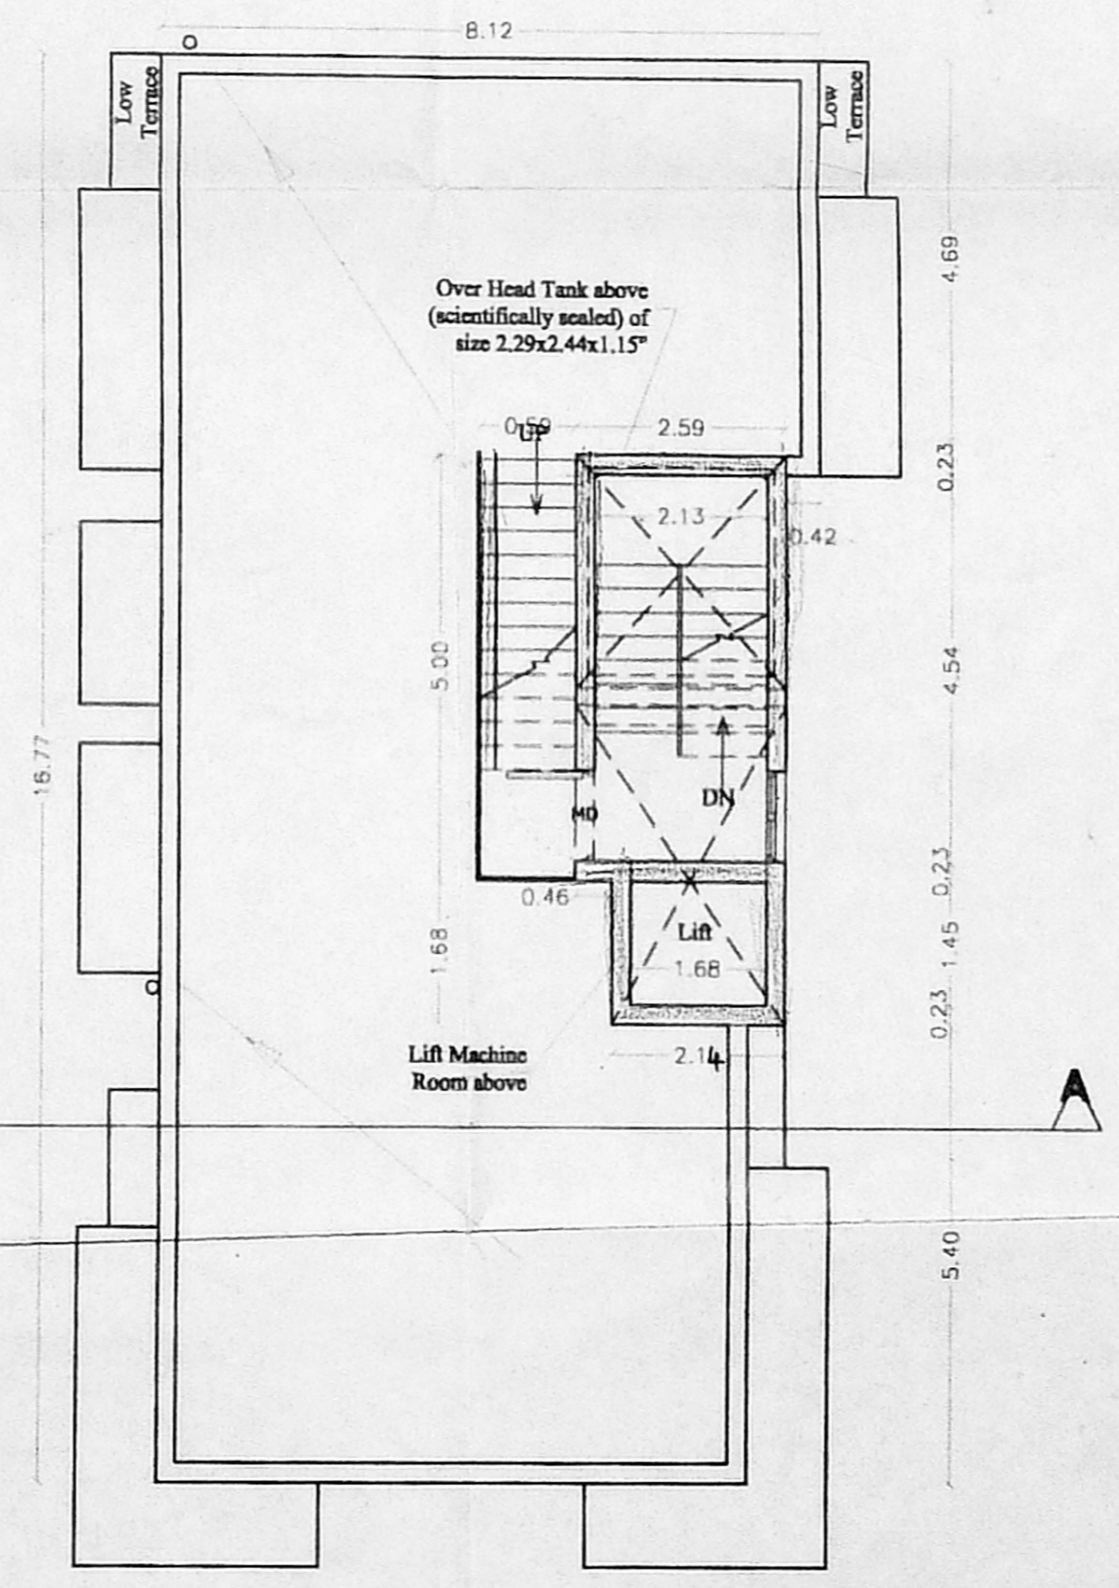 8.12
Low
Terrace
Low
Terrace
4.69
Over Head Tank above
(scientifically sealed) of
size 2.29x2.44x1.15"
0.59
UP
2.59
0.23
2.13
0.42
5.00
4.54
16.77
DN
MD
0.23
0.46
Lift
1.68
1.68
1.45
0.23
Lift Machine
Room above
2.14
A
5.40